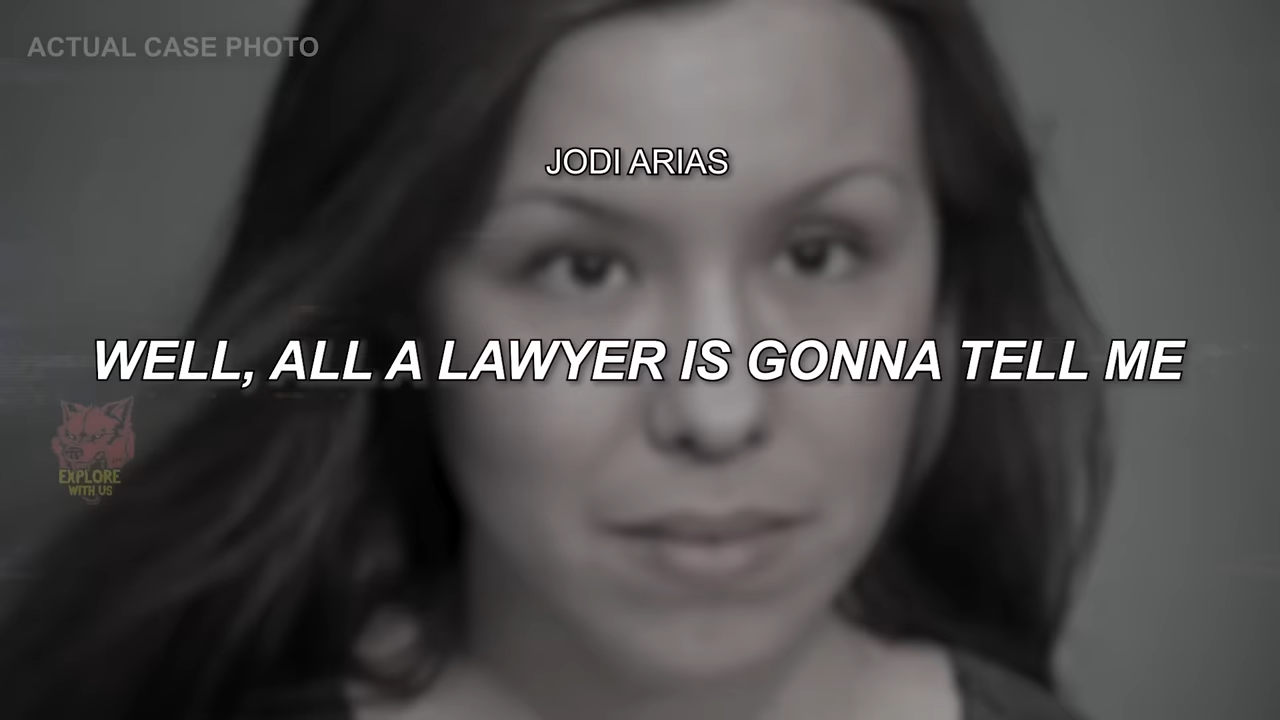 ACTUAL CASE PHOTO
JODI ARIAS
WELL, ALL A LAWYER IS GONNA TELL ME
EXPLORE
WITH US